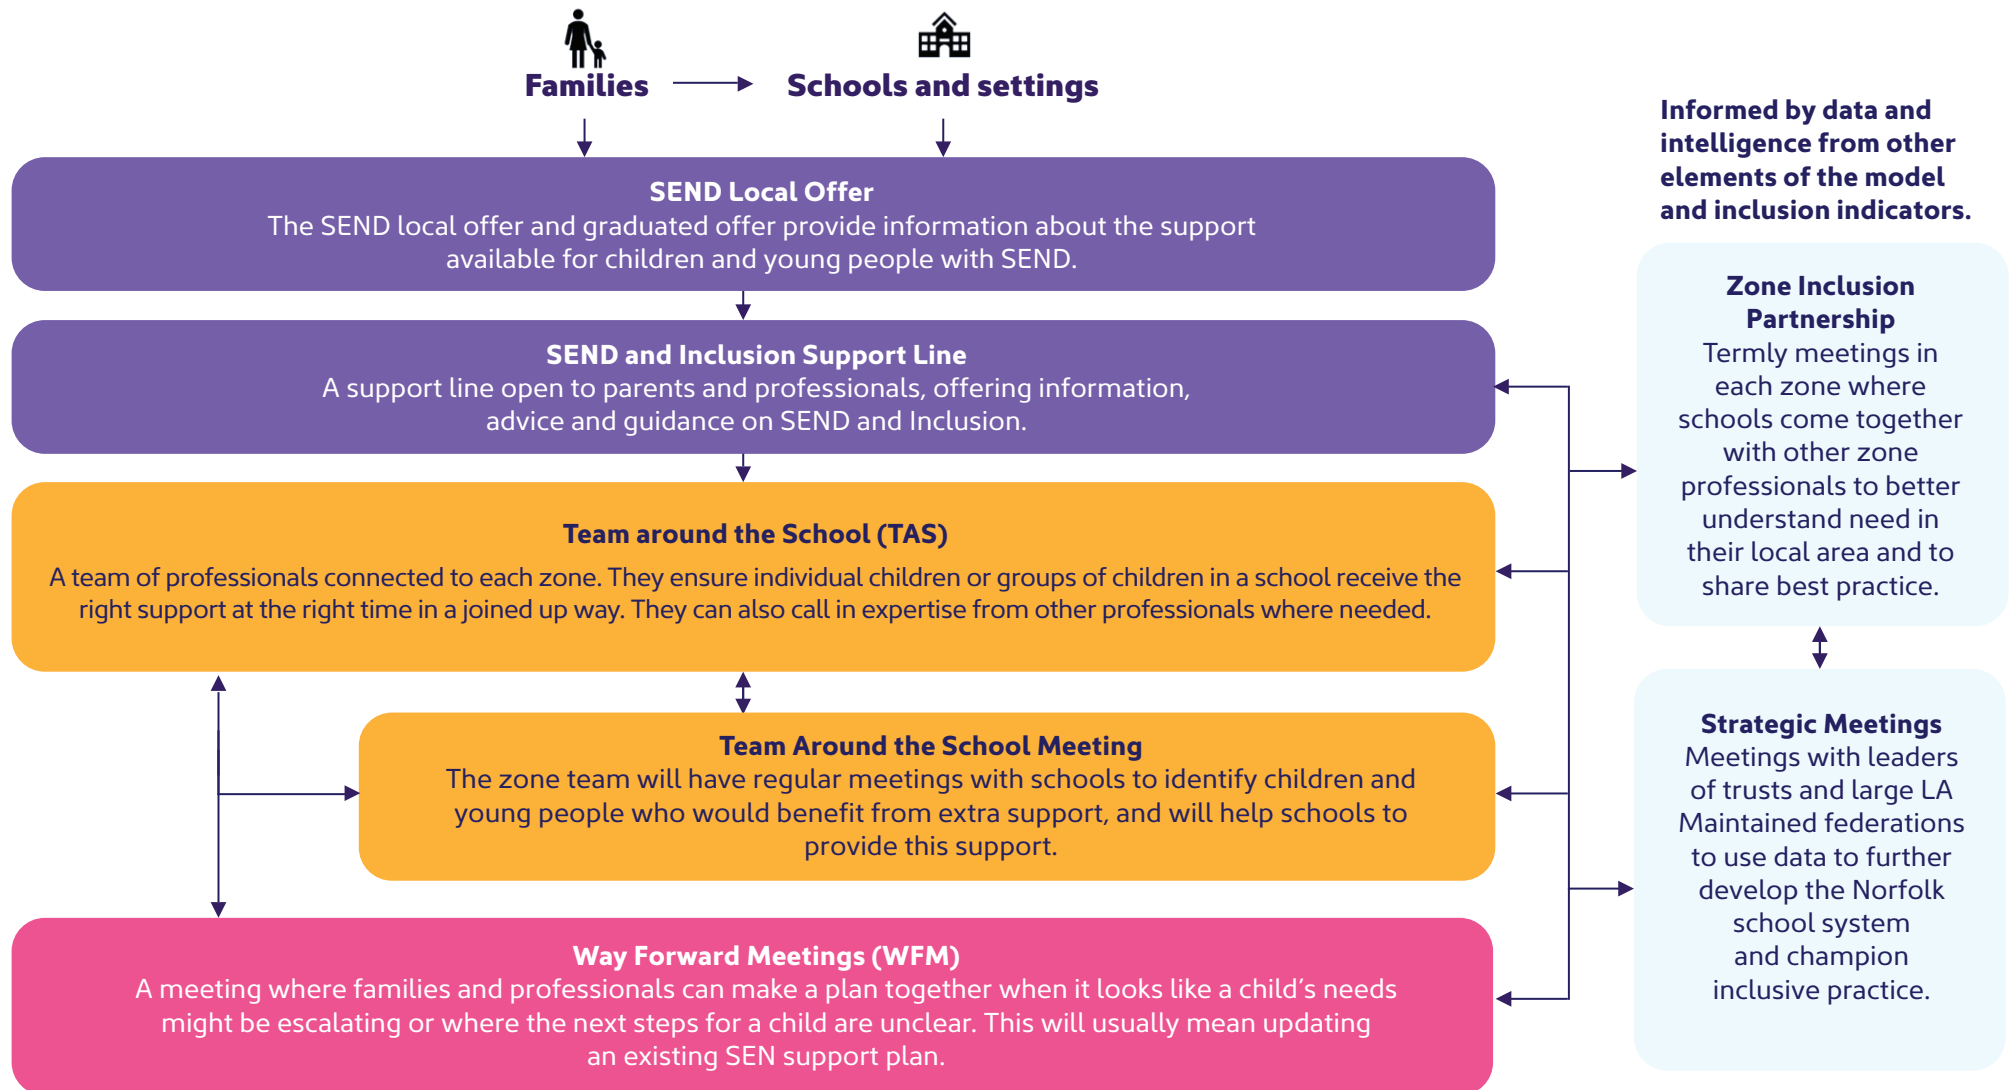 Families
Schools and settings
SEND Local Offer
The SEND local offer and graduated offer provide information about the support
available for children and young people with SEND.
SEND and Inclusion Support Line
A support line open to parents and professionals, offering information,
advice and guidance on SEND and Inclusion.
Team around the School (TAS)
A team of professionals connected to each zone. They ensure individual children or groups of children in a school receive the
right support at the right time in a joined up way. They can also call in expertise from other professionals where needed.
Team Around the School Meeting
The zone team will have regular meetings with schools to identify children and
young people who would benefit from extra support, and will help schools to
provide this support.
Way Forward Meetings (WFM)
A meeting where families and professionals can make a plan together when it looks like a child’s needs
might be escalating or where the next steps for a child are unclear. This will usually mean updating
an existing SEN support plan.
Informed by data and
intelligence from other
elements of the model
and inclusion indicators.
Zone Inclusion
Partnership
Termly meetings in
each zone where
schools come together
with other zone
professionals to better
understand need in
their local area and to
share best practice.
Strategic Meetings
Meetings with leaders
of trusts and large LA
Maintained federations
to use data to further
develop the Norfolk
school system
and champion
inclusive practice.